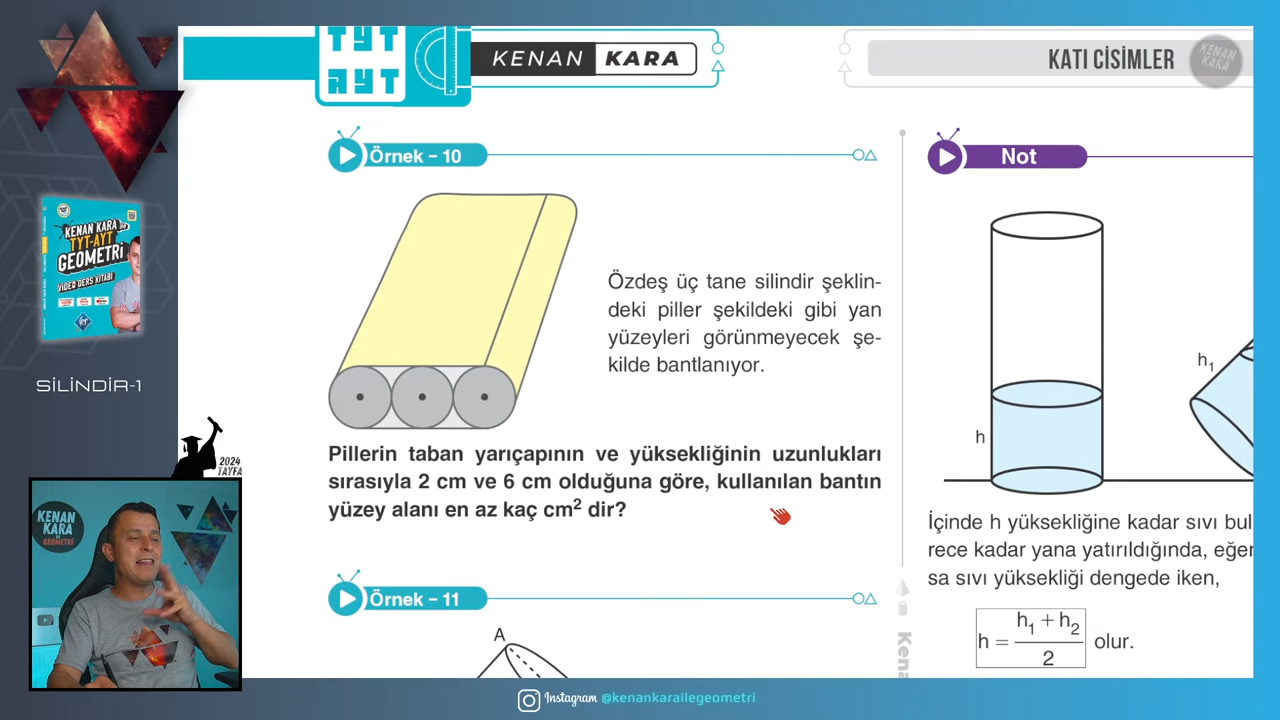 TYT
AYT
KENAN KARA
KATI CİSİMLER
KENAN
KARA
Örnek – 10
Özdeş üç tane silindir şeklin-
deki piller şekildeki gibi yan
yüzeyleri görünmeyecek şe-
kilde bantlanıyor.
Pillerin taban yarıçapının ve yüksekliğinin uzunlukları
sırasıyla 2 cm ve 6 cm olduğuna göre, kullanılan bantın
yüzey alanı en az kaç cm² dir?
Örnek – 11
A
Not
h
h₁
İçinde h yüksekliğine kadar sıvı bul
rece kadar yana yatırıldığında, eğer
sa sıvı yüksekliği dengede iken,
h = (h₁ + h₂)/2 olur.
Kena
KENAN KARA
TYT-AYT
GEOMETRİ
VİDEO DERS KİTABI
SİLİNDİR-1
2024
TAYFA
KENAN
KARA
GEOMETRİ
Instagram @kenankarailegeometri